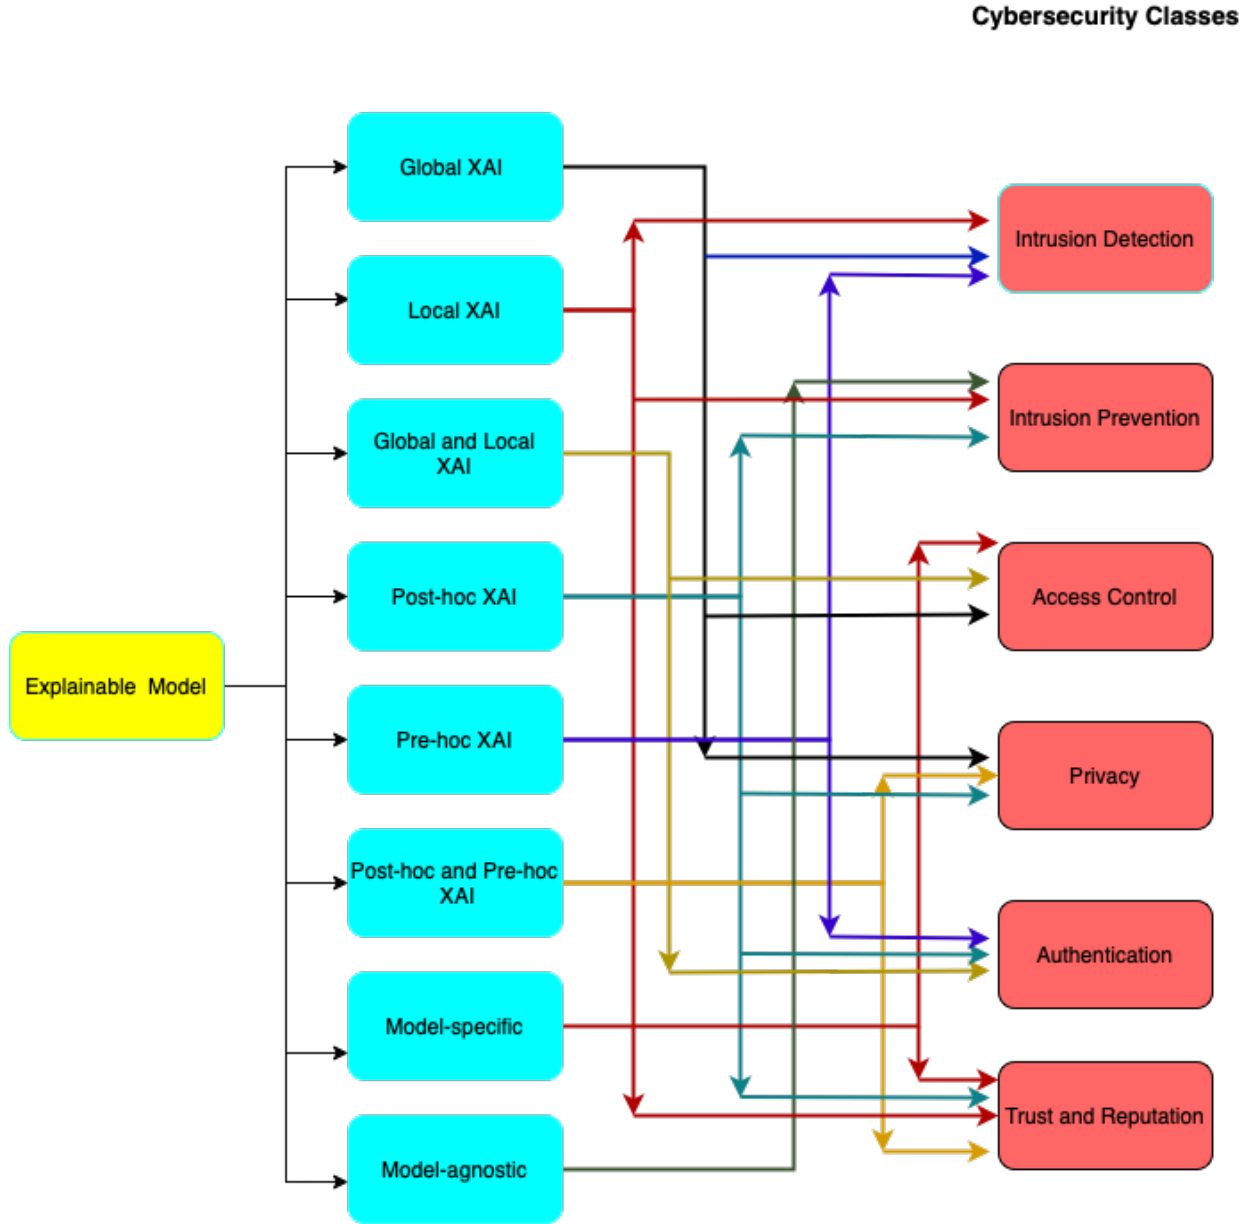 Cybersecurity Classes
Global XAI
Local XAI
Global and Local
XAI
Post-hoc XAI
Explainable Model
Pre-hoc XAI
Post-hoc and Pre-hoc
XAI
Model-specific
Model-agnostic
Intrusion Detection
Intrusion Prevention
Access Control
Privacy
Authentication
Trust and Reputation